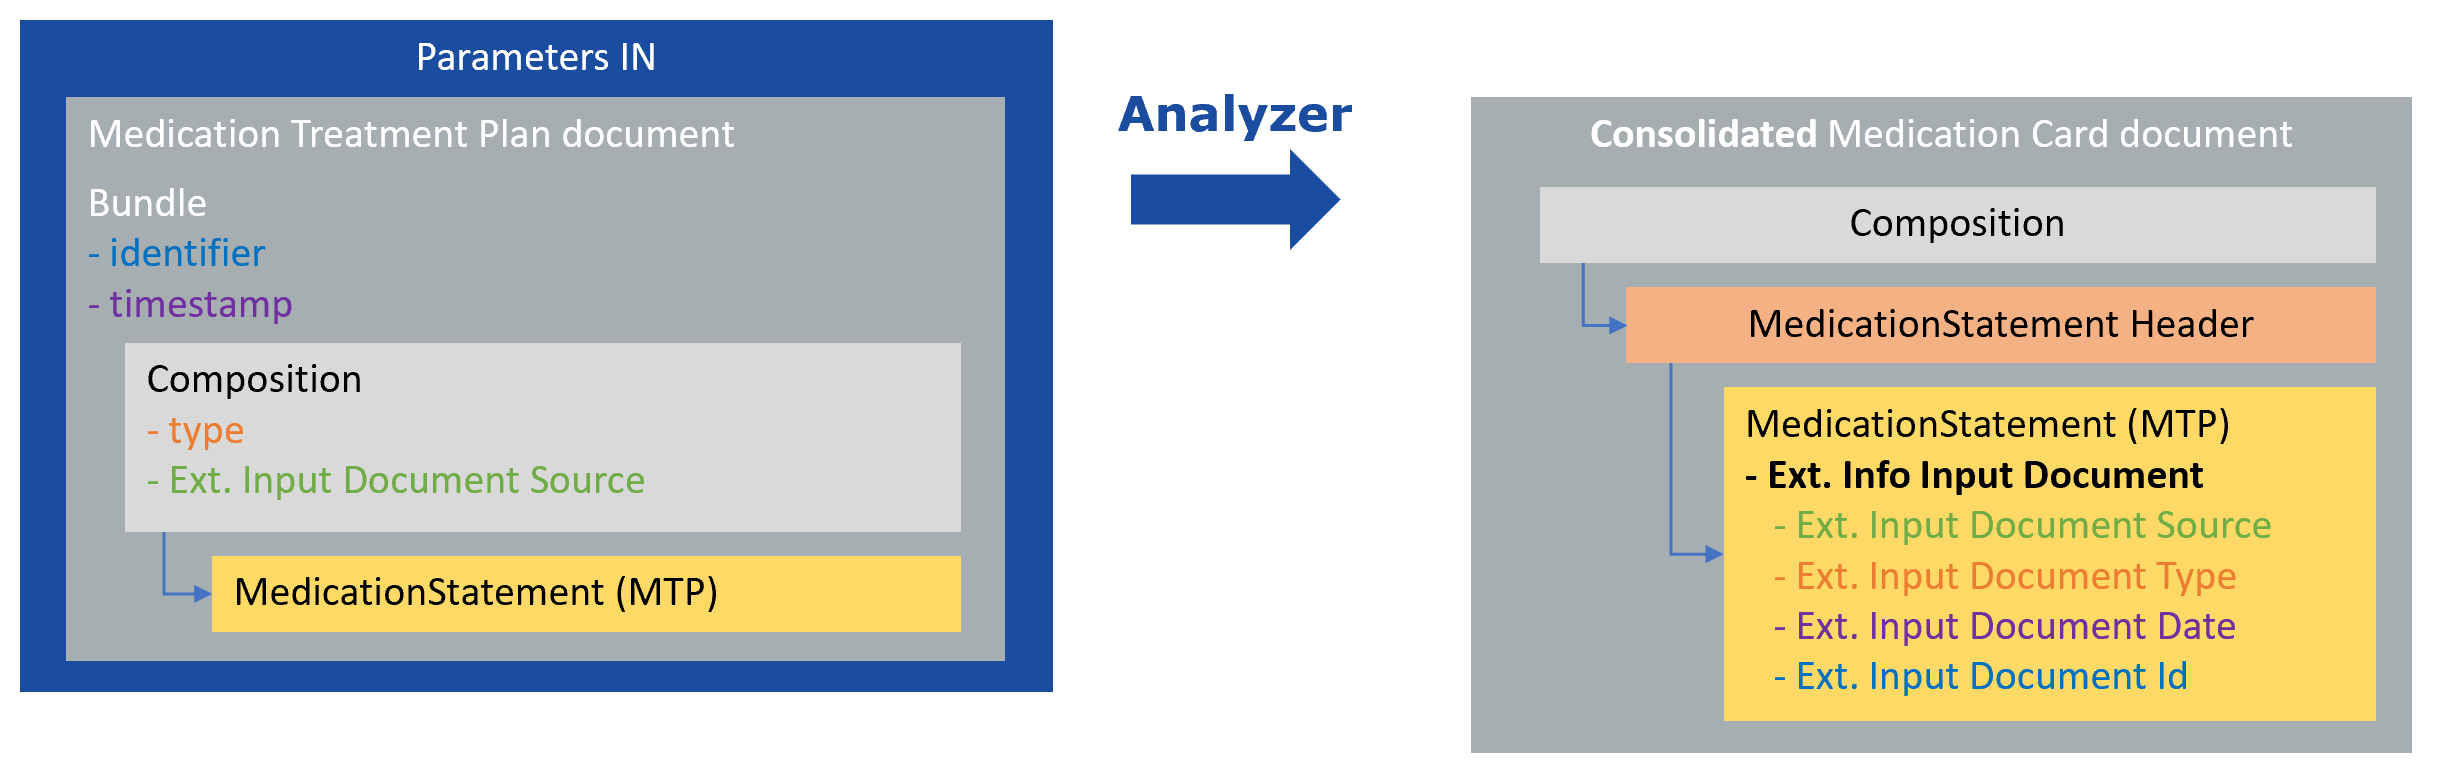 Parameters IN
Medication Treatment Plan document
Bundle
- identifier
- timestamp
Composition
- type
- Ext. Input Document Source
MedicationStatement (MTP)
Analyzer
Consolidated Medication Card document
Composition
MedicationStatement Header
MedicationStatement (MTP)
- Ext. Info Input Document
- Ext. Input Document Source
- Ext. Input Document Type
- Ext. Input Document Date
- Ext. Input Document Id